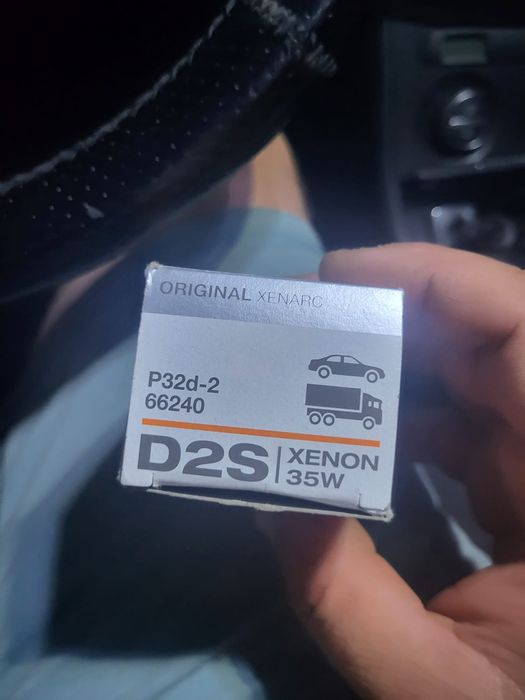 ORIGINAL XENARC
P32d-2
66240
D2S | XENON
35W